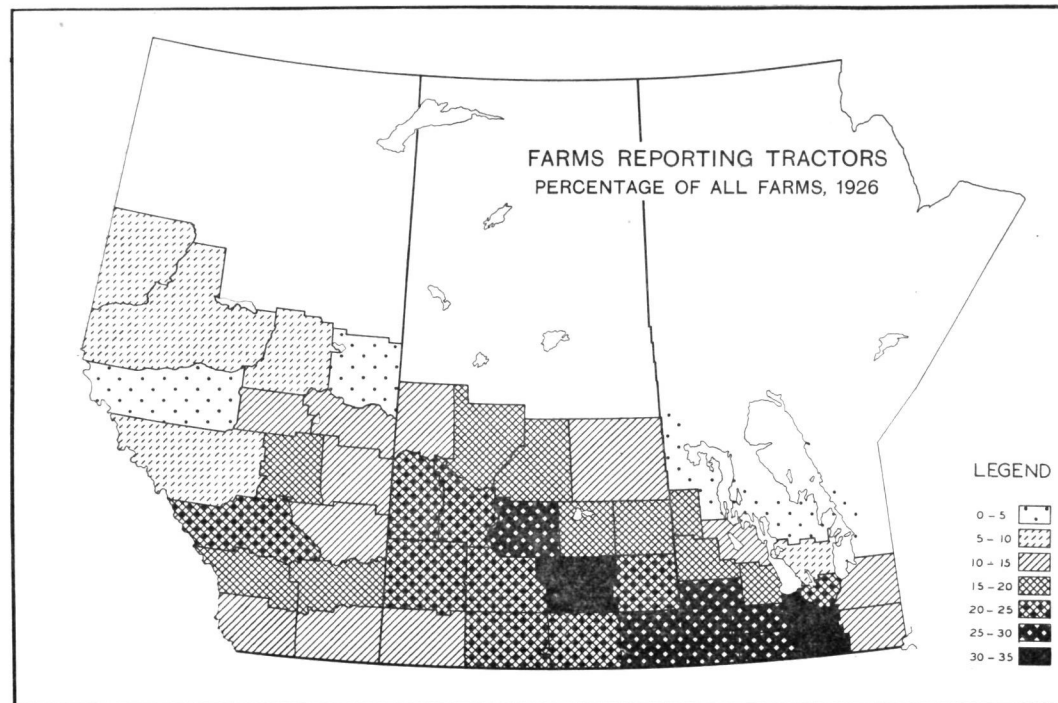 FARMS REPORTING TRACTORS
PERCENTAGE OF ALL FARMS, 1926
LEGEND
0 - 5
5 - 10
10 - 15
15 - 20
20 - 25
25 - 30
30 - 35